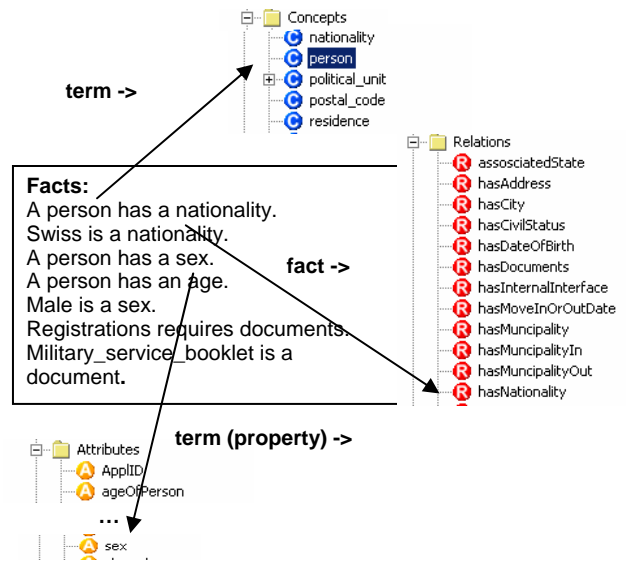 Concepts
nationality
person
political_unit
postal_code
residence
term ->
Relations
assosciatedState
hasAddress
hasCity
hasCivilStatus
hasDateOfBirth
hasDocuments
hasInternalInterface
hasMoveInOrOutDate
hasMuncipality
hasMuncipalityIn
hasMuncipalityOut
hasNationality
Facts:
A person has a nationality.
Swiss is a nationality.
A person has a sex.
A person has an age.
Male is a sex.
Registrations requires documents.
Military_service_booklet is a
document.
fact ->
term (property) ->
Attributes
ApplID
ageOfPerson
...
sex